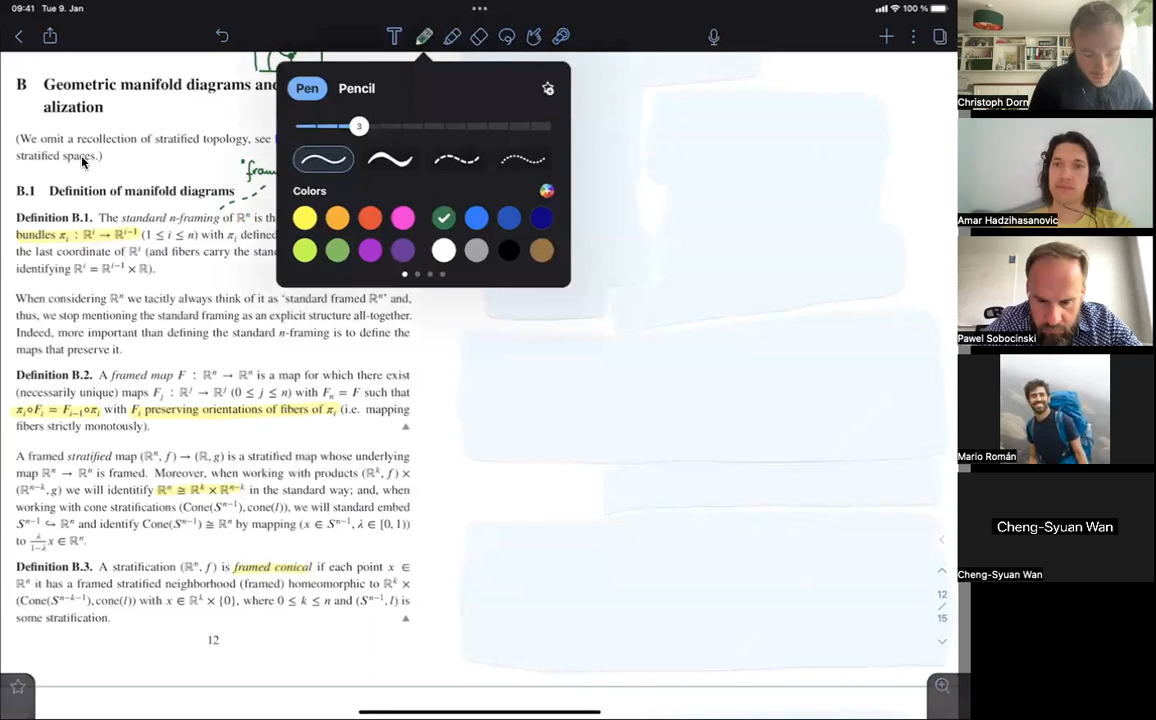 09:41 Tue 9. Jan
100 %
B Geometric manifold diagrams and
alization
(We omit a recollection of stratified topology, see
stratified spaces.)
B.1 Definition of manifold diagrams
Definition B.1. The standard n-framing of ℝⁿ is the
bundles πᵢ : ℝⁱ → ℝⁱ⁻¹ (1 ≤ i ≤ n) with πᵢ defined
the last coordinate of ℝⁱ (and fibers carry the
identifying ℝⁱ = ℝⁱ⁻¹ × ℝ).
When considering ℝⁿ we tacitly always think of it as ‘standard framed ℝⁿ’ and,
thus, we stop mentioning the standard framing as an explicit structure all-together.
Indeed, more important than defining the standard n-framing is to define the
maps that preserve it.
Definition B.2. A framed map F : ℝⁿ → ℝⁿ is a map for which there exist
(necessarily unique) maps Fⱼ : ℝʲ → ℝʲ (0 ≤ j ≤ n) with Fₙ = F such that
πᵢ∘Fᵢ = Fᵢ₋₁∘πᵢ with Fᵢ preserving orientations of fibers of πᵢ (i.e. mapping
fibers strictly monotously). ▲
A framed stratified map (ℝⁿ, f) → (ℝ, g) is a stratified map whose underlying
map ℝⁿ → ℝⁿ is framed. Moreover, when working with products (ℝᵏ, f) ×
(ℝⁿ⁻ᵏ, g) we will identitify ℝⁿ ≅ ℝᵏ × ℝⁿ⁻ᵏ in the standard way; and, when
working with cone stratifications (Cone(Sⁿ⁻¹), cone(l)), we will standard embed
Sⁿ⁻¹ ↪ ℝⁿ and identify Cone(Sⁿ⁻¹) ≅ ℝⁿ by mapping (x ∈ Sⁿ⁻¹, λ ∈ [0, 1))
to λ/(1−λ) x ∈ ℝⁿ.
Definition B.3. A stratification (ℝⁿ, f) is framed conical if each point x ∈
ℝⁿ it has a framed stratified neighborhood (framed) homeomorphic to ℝᵏ ×
(Cone(Sⁿ⁻ᵏ⁻¹), cone(l)) with x ∈ ℝᵏ × {0}, where 0 ≤ k ≤ n and (Sⁿ⁻¹, l) is
some stratification. ▲
12
Pen Pencil
3
Colors
12
/
15
Christoph Dorn
Amar Hadzihasanovic
Pawel Sobocinski
Mario Román
Cheng-Syuan Wan
Cheng-Syuan Wan